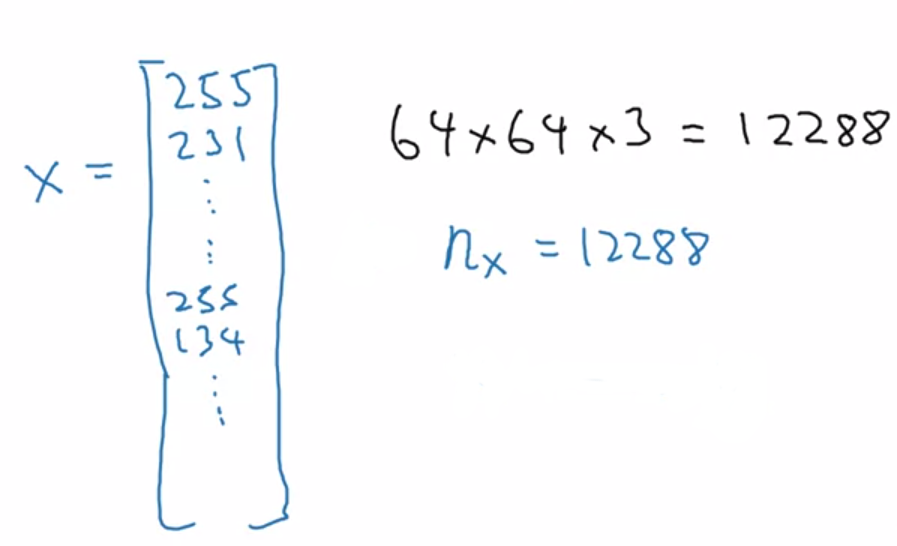 x = [255
231
⋮
⋮
255
134
⋮
]
64 × 64 × 3 = 12288
nₓ = 12288